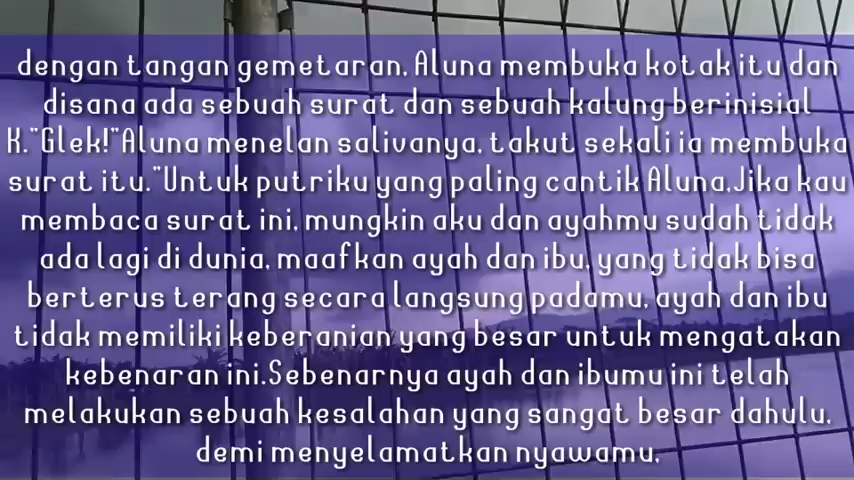 dengan tangan gemetaran, Aluna membuka kotak itu dan
disana ada sebuah surat dan sebuah kalung berinisial
K."Glek!"Aluna menelan salivanya, takut sekali ia membuka
surat itu."Untuk putriku yang paling cantik Aluna,Jika kau
membaca surat ini, mungkin aku dan ayahmu sudah tidak
ada lagi di dunia, maafkan ayah dan ibu, yang tidak bisa
berterus terang secara langsung padamu, ayah dan ibu
tidak memiliki keberanian yang besar untuk mengatakan
kebenaran ini.Sebenarnya ayah dan ibumu ini telah
melakukan sebuah kesalahan yang sangat besar dahulu,
demi menyelamatkan nyawamu,